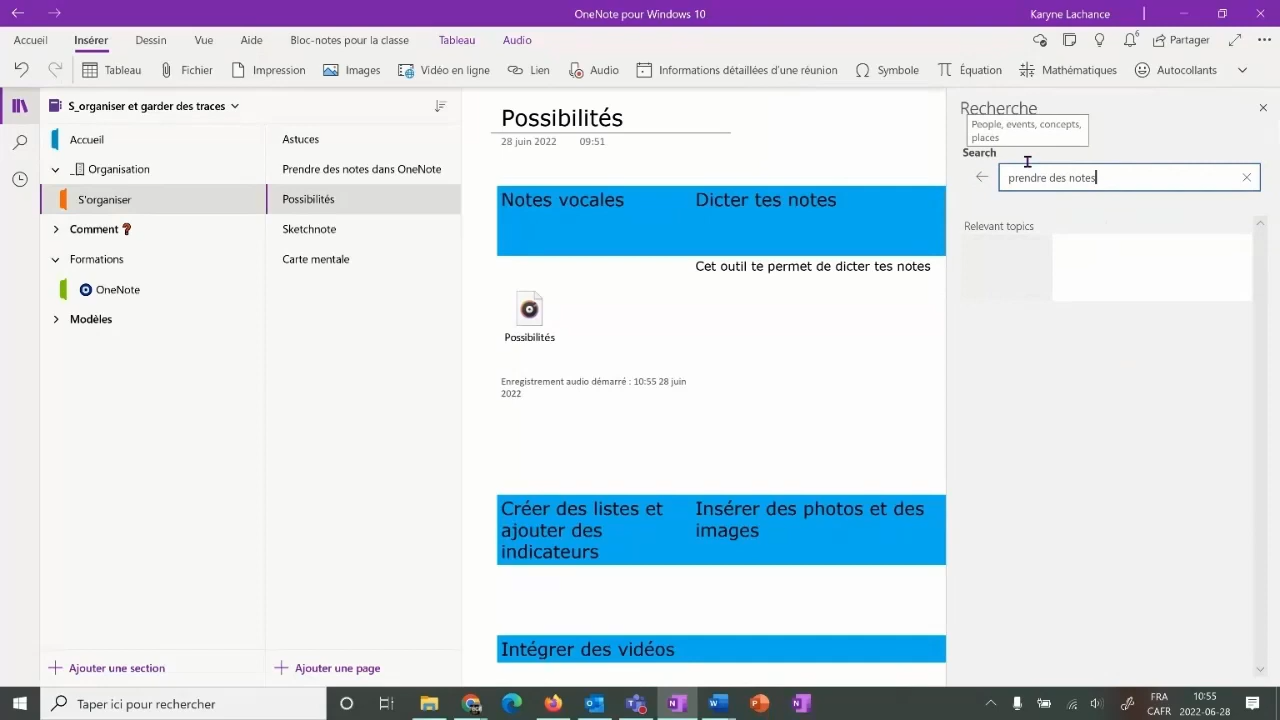 OneNote pour Windows 10
Karyne Lachance
Accueil
Insérer
Dessin
Vue
Aide
Bloc-notes pour la classe
Tableau
Audio
6
Partager
Tableau
Fichier
Impression
Images
Vidéo en ligne
Lien
Audio
Informations détaillées d'une réunion
Symbole
Équation
Mathématiques
Autocollants
S_organiser et garder des traces
Accueil
Organisation
S'organiser
Comment ?
Formations
OneNote
Modèles
Ajouter une section
Astuces
Prendre des notes dans OneNote
Possibilités
Sketchnote
Carte mentale
Ajouter une page
Possibilités
28 juin 2022 09:51
Notes vocales
Dicter tes notes
Cet outil te permet de dicter tes notes
Possibilités
Enregistrement audio démarré : 10:55 28 juin
2022
Créer des listes et
ajouter des
indicateurs
Insérer des photos et des
images
Intégrer des vidéos
Recherche
People, events, concepts,
places
Search
prendre des notes
Relevant topics
Taper ici pour rechercher
FRA
CAFR
10:55
2022-06-28